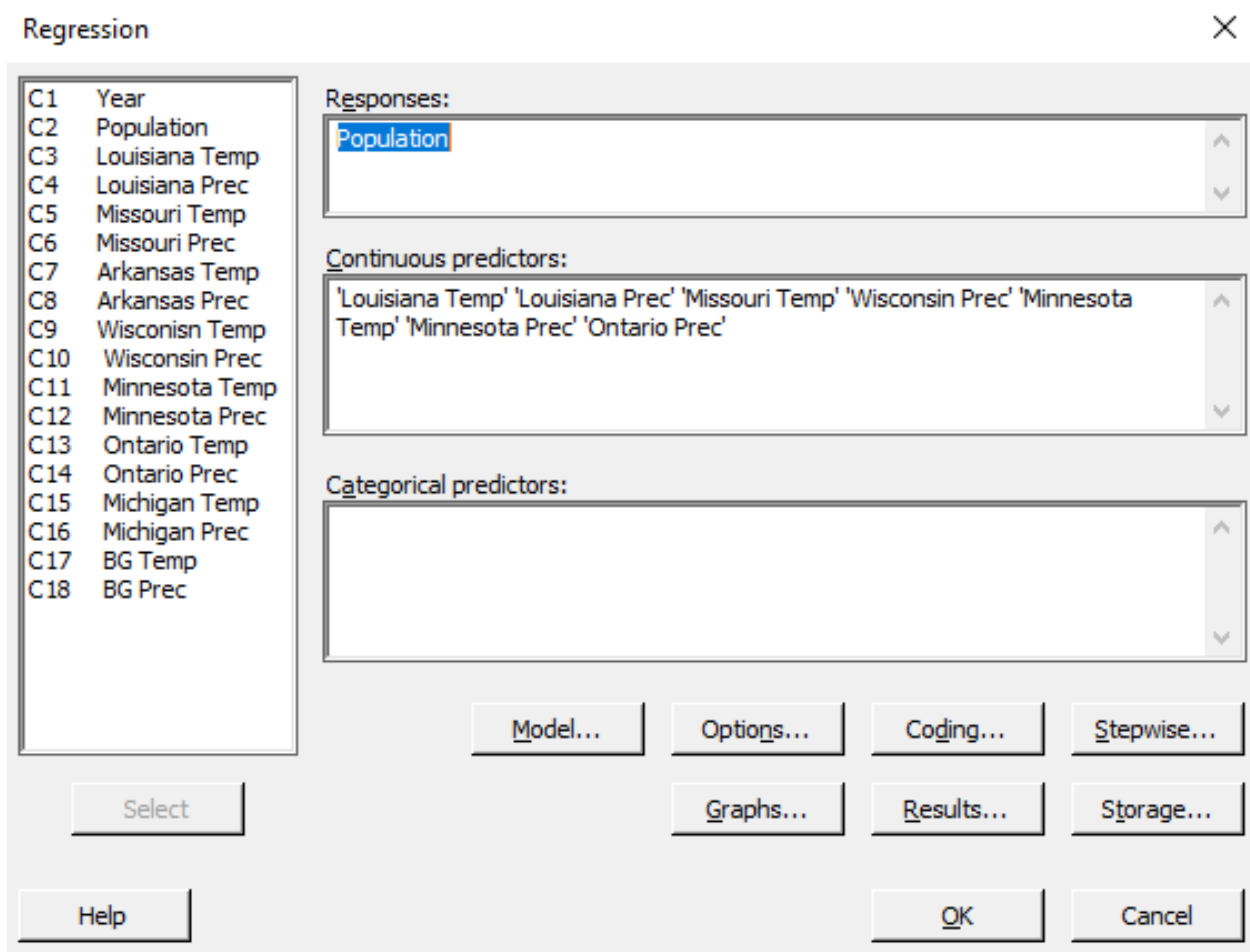 Regression
C1 Year
C2 Population
C3 Louisiana Temp
C4 Louisiana Prec
C5 Missouri Temp
C6 Missouri Prec
C7 Arkansas Temp
C8 Arkansas Prec
C9 Wisconisn Temp
C10 Wisconsin Prec
C11 Minnesota Temp
C12 Minnesota Prec
C13 Ontario Temp
C14 Ontario Prec
C15 Michigan Temp
C16 Michigan Prec
C17 BG Temp
C18 BG Prec
Responses:
Population
Continuous predictors:
'Louisiana Temp' 'Louisiana Prec' 'Missouri Temp' 'Wisconsin Prec' 'Minnesota
Temp' 'Minnesota Prec' 'Ontario Prec'
Categorical predictors:
Model... Options... Coding... Stepwise...
Select Graphs... Results... Storage...
Help OK Cancel